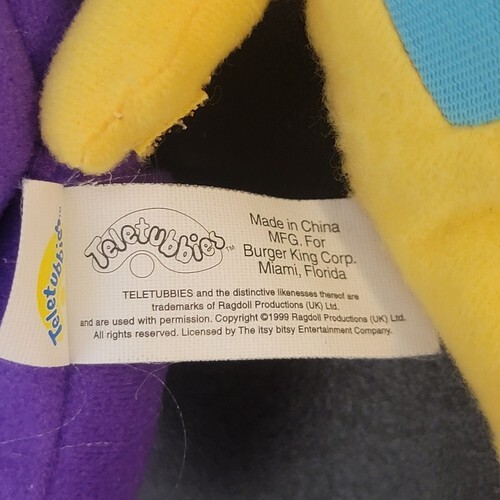 Teletubbies
Teletubbies™
Made in China
MFG. For
Burger King Corp.
Miami, Florida
TELETUBBIES and the distinctive likenesses thereof are
trademarks of Ragdoll Productions (UK) Ltd.
and are used with permission. Copyright ©1999 Ragdoll Productions (UK) Ltd.
All rights reserved. Licensed by The itsy bitsy Entertainment Company.